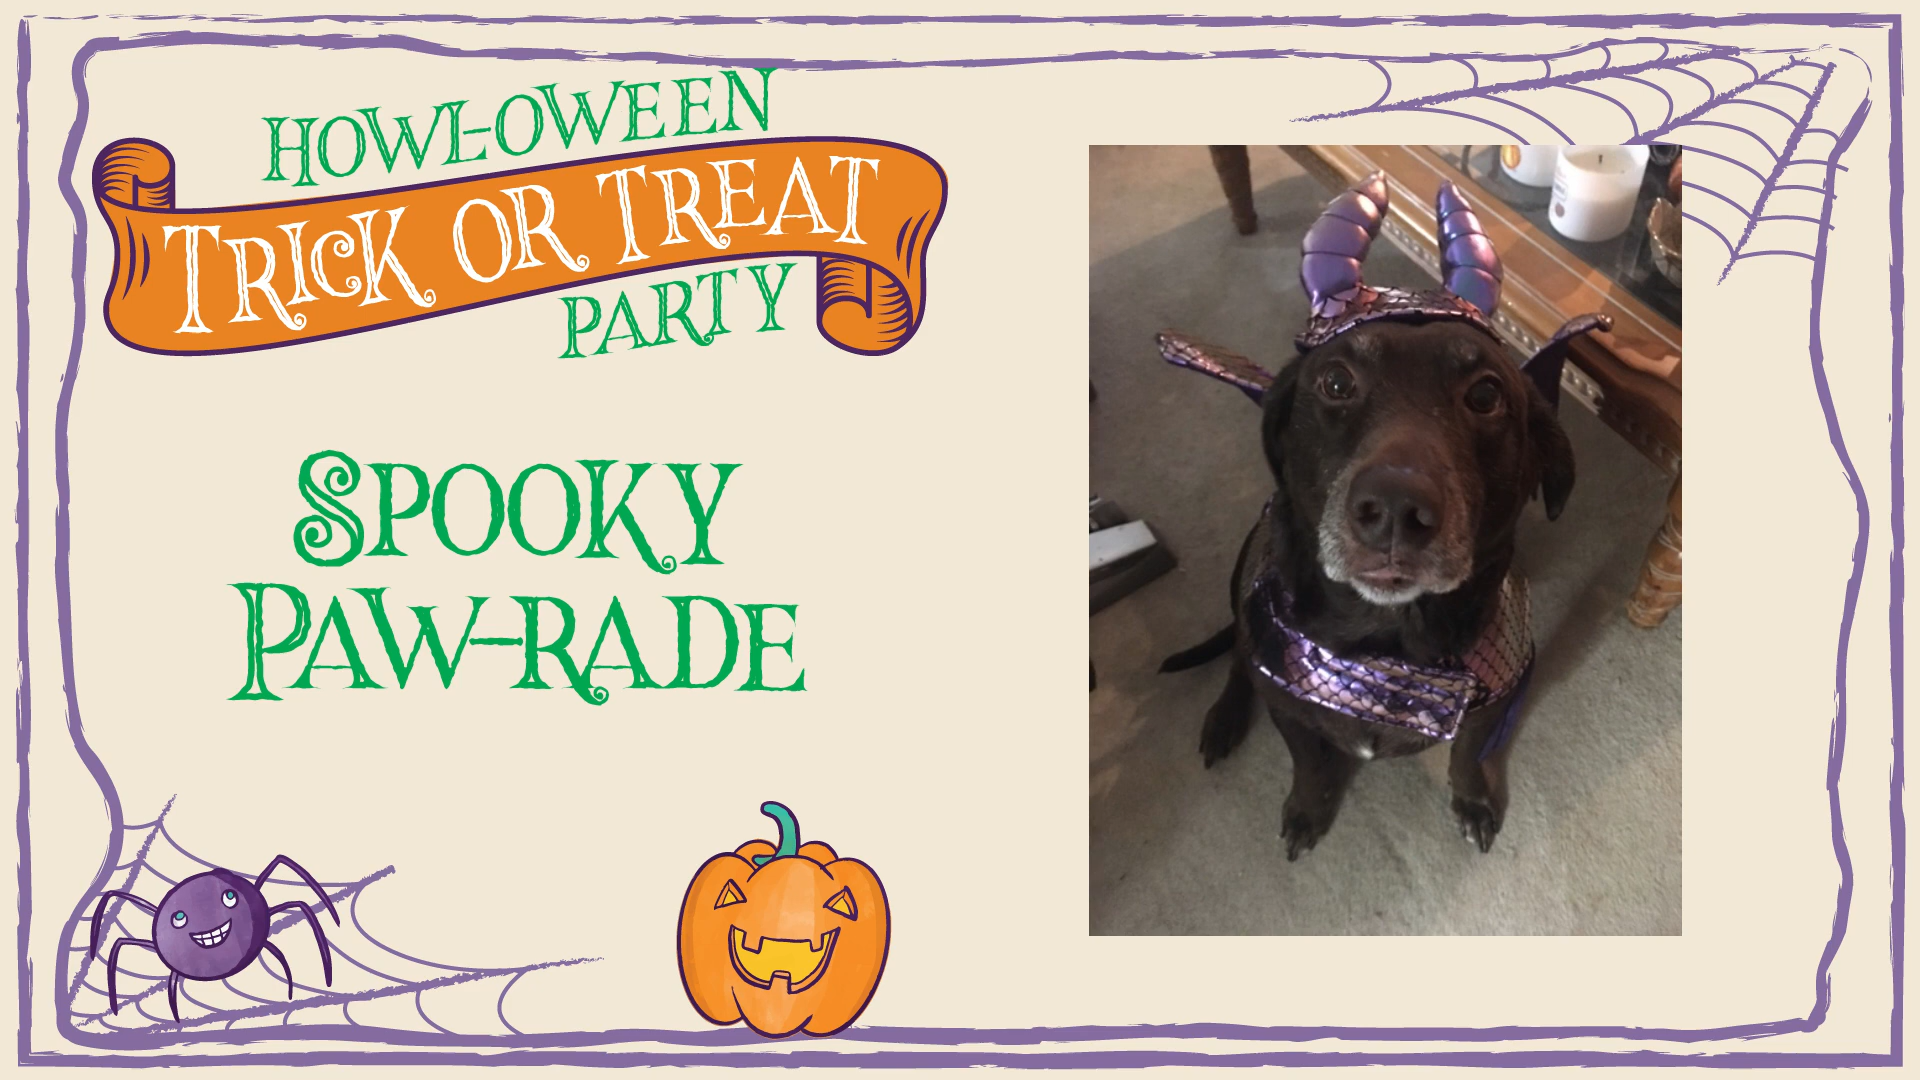 HOWL-OWEEN
TRICK OR TREAT
PARTY
SPOOKY
PAW-RADE